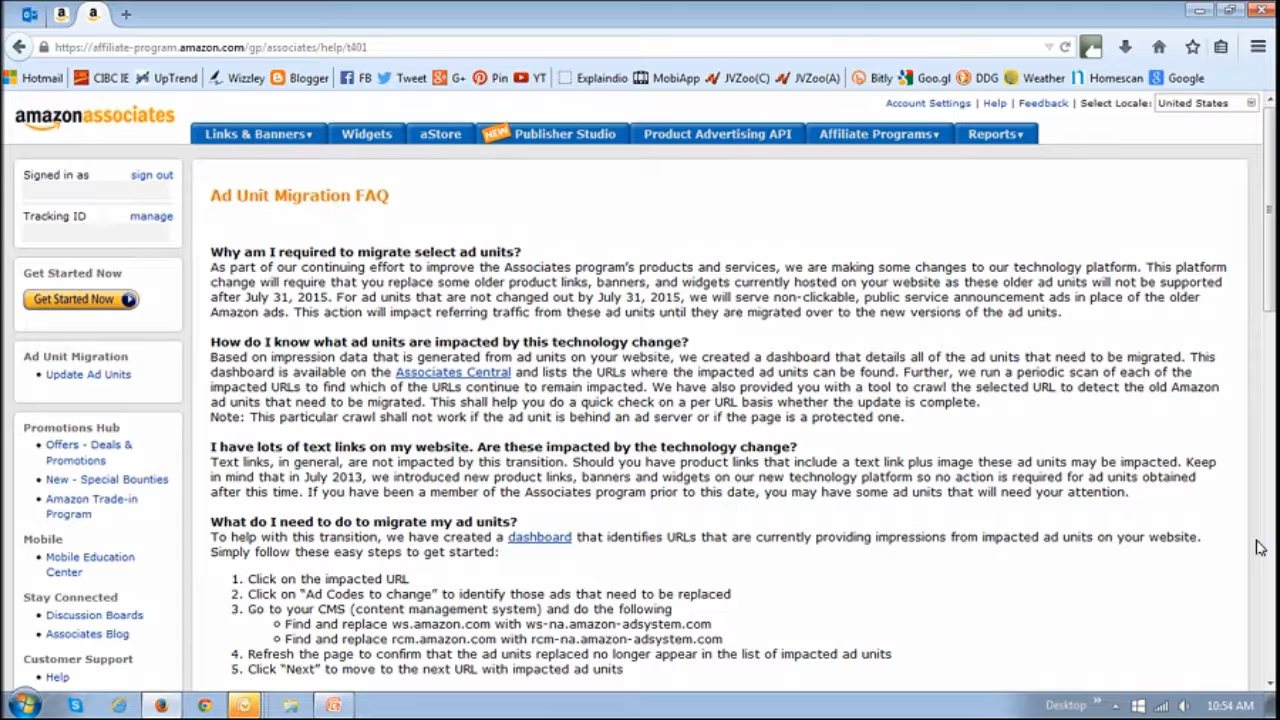 https://affiliate-program.amazon.com/gp/associates/help/t401
Hotmail CIBC IE UpTrend Wizzley Blogger FB Tweet G+ Pin YT Explaindio MobiApp JVZoo(C) JVZoo(A) Bitly Goo.gl DDG Weather Homescan Google
amazonassociates
Account Settings | Help | Feedback | Select Locale: United States
Links & Banners Widgets aStore NEW Publisher Studio Product Advertising API Affiliate Programs Reports
Signed in as sign out
Tracking ID manage
Get Started Now
Get Started Now
Ad Unit Migration
• Update Ad Units
Promotions Hub
• Offers - Deals &
Promotions
• New - Special Bounties
• Amazon Trade-in
Program
Mobile
• Mobile Education
Center
Stay Connected
• Discussion Boards
• Associates Blog
Customer Support
• Help
Ad Unit Migration FAQ
Why am I required to migrate select ad units?
As part of our continuing effort to improve the Associates program's products and services, we are making some changes to our technology platform. This platform
change will require that you replace some older product links, banners, and widgets currently hosted on your website as these older ad units will not be supported
after July 31, 2015. For ad units that are not changed out by July 31, 2015, we will serve non-clickable, public service announcement ads in place of the older
Amazon ads. This action will impact referring traffic from these ad units until they are migrated over to the new versions of the ad units.
How do I know what ad units are impacted by this technology change?
Based on impression data that is generated from ad units on your website, we created a dashboard that details all of the ad units that need to be migrated. This
dashboard is available on the Associates Central and lists the URLs where the impacted ad units can be found. Further, we run a periodic scan of each of the
impacted URLs to find which of the URLs continue to remain impacted. We have also provided you with a tool to crawl the selected URL to detect the old Amazon
ad units that need to be migrated. This shall help you do a quick check on a per URL basis whether the update is complete.
Note: This particular crawl shall not work if the ad unit is behind an ad server or if the page is a protected one.
I have lots of text links on my website. Are these impacted by the technology change?
Text links, in general, are not impacted by this transition. Should you have product links that include a text link plus image these ad units may be impacted. Keep
in mind that in July 2013, we introduced new product links, banners and widgets on our new technology platform so no action is required for ad units obtained
after this time. If you have been a member of the Associates program prior to this date, you may have some ad units that will need your attention.
What do I need to do to migrate my ad units?
To help with this transition, we have created a dashboard that identifies URLs that are currently providing impressions from impacted ad units on your website.
Simply follow these easy steps to get started:
1. Click on the impacted URL
2. Click on "Ad Codes to change" to identify those ads that need to be replaced
3. Go to your CMS (content management system) and do the following
Find and replace ws.amazon.com with ws-na.amazon-adsystem.com
Find and replace rcm.amazon.com with rcm-na.amazon-adsystem.com
4. Refresh the page to confirm that the ad units replaced no longer appear in the list of impacted ad units
5. Click "Next" to move to the next URL with impacted ad units
Desktop 10:54 AM